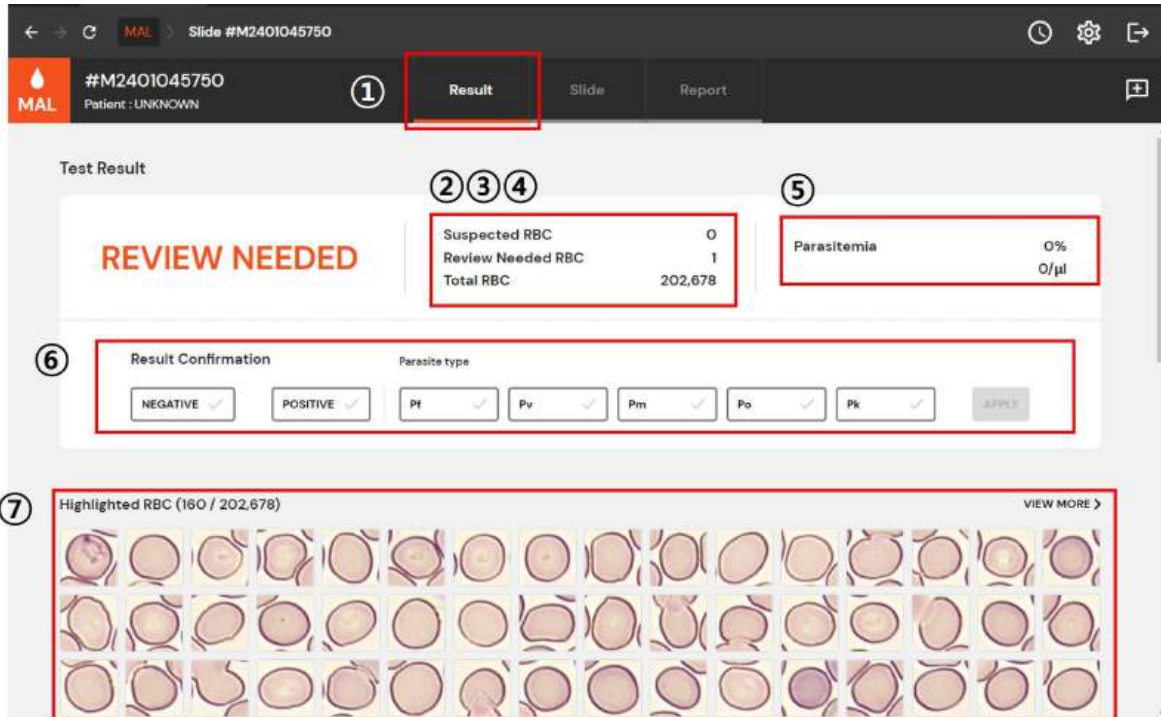 MAL > Slide #M2401045750
MAL
#M2401045750
Patient : UNKNOWN
①
Result
Slide
Report
Test Result
②③④
⑤
REVIEW NEEDED
Suspected RBC 0
Review Needed RBC 1
Total RBC 202,678
Parasitemia 0%
0/μl
⑥
Result Confirmation
Parasite type
NEGATIVE
POSITIVE
Pf
Pv
Pm
Po
Pk
APPLY
⑦
Highlighted RBC (160 / 202,678)
VIEW MORE >